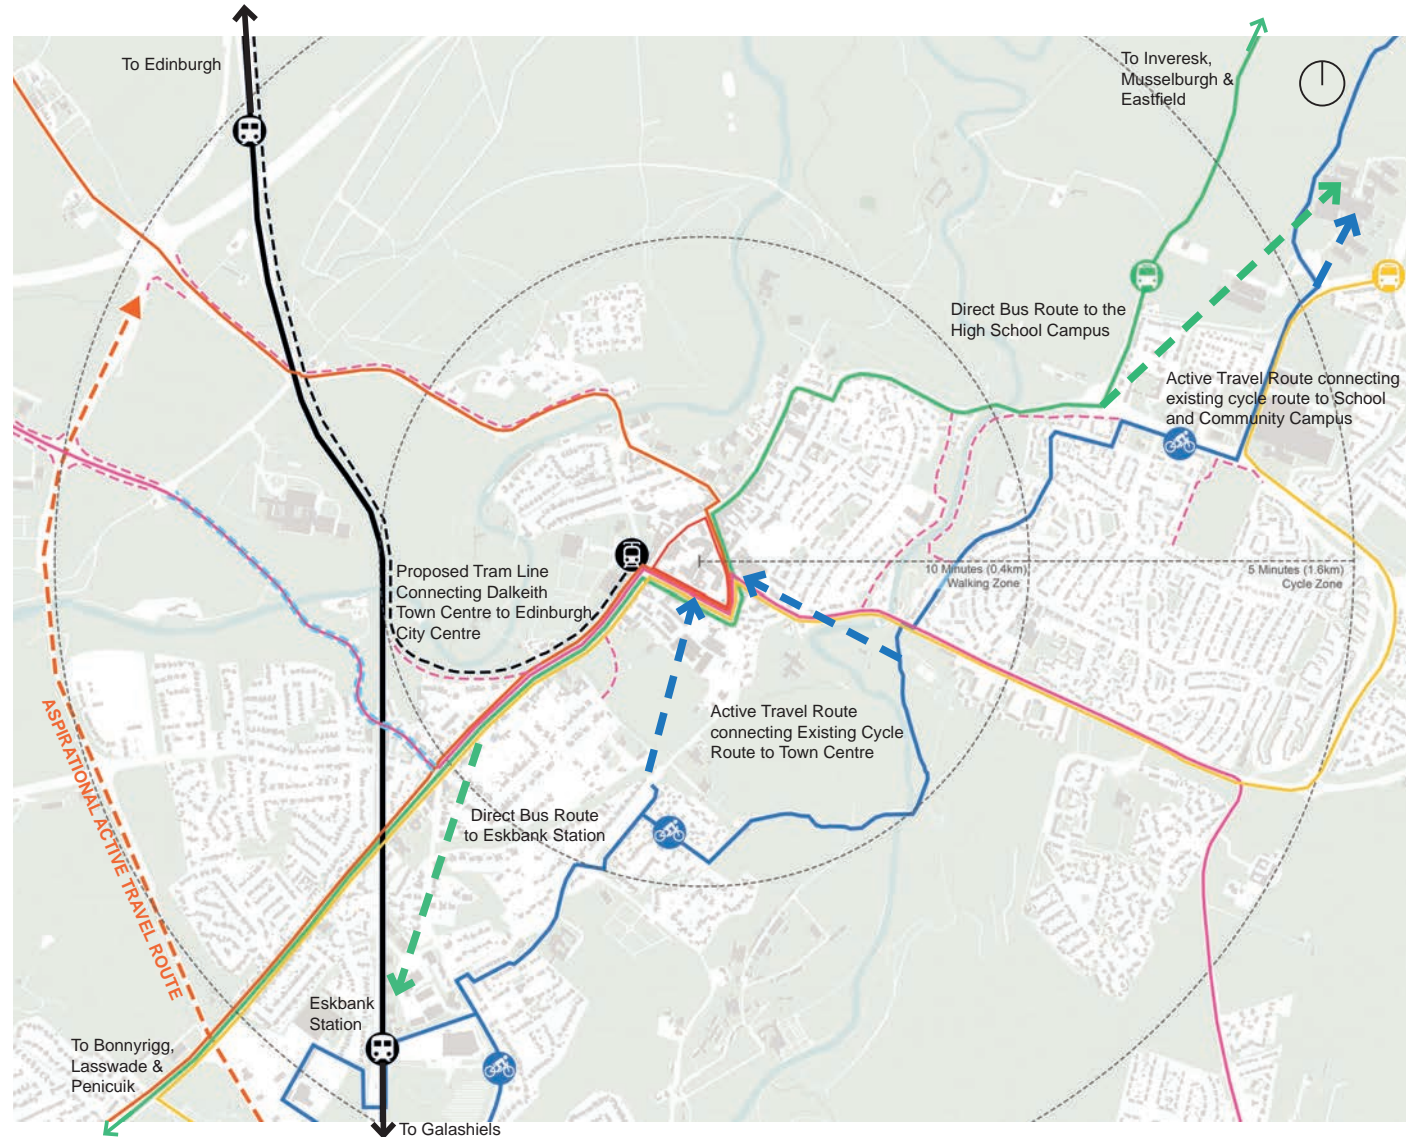 To Edinburgh
To Inveresk,
Musselburgh &
Eastfield
Direct Bus Route to the
High School Campus
Active Travel Route connecting
existing cycle route to School
and Community Campus
Proposed Tram Line
Connecting Dalkeith
Town Centre to Edinburgh
City Centre
10 Minutes (0.4km)
Walking Zone
5 Minutes (1.6km)
Cycle Zone
Active Travel Route
connecting Existing Cycle
Route to Town Centre
ASPIRATIONAL ACTIVE TRAVEL ROUTE
Direct Bus Route
to Eskbank Station
Eskbank
Station
To Bonnyrigg,
Lasswade &
Penicuik
To Galashiels